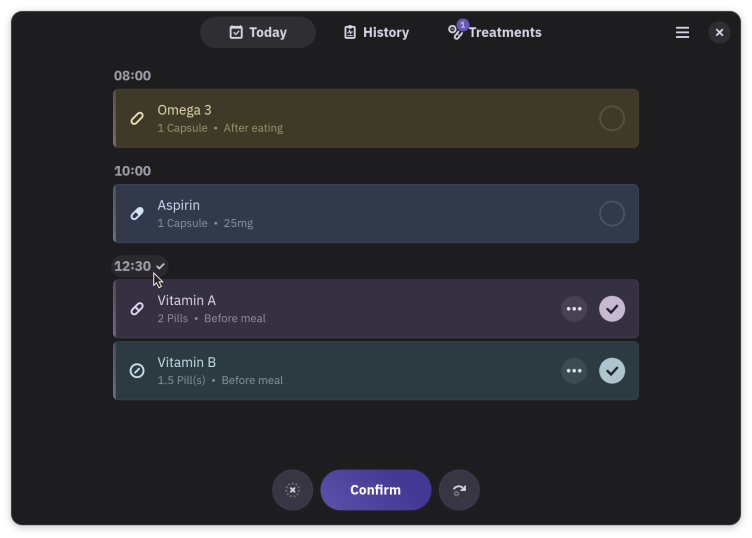 Today
History
1
Treatments
08:00
Omega 3
1 Capsule • After eating
10:00
Aspirin
1 Capsule • 25mg
12:30
Vitamin A
2 Pills • Before meal
Vitamin B
1.5 Pill(s) • Before meal
Confirm